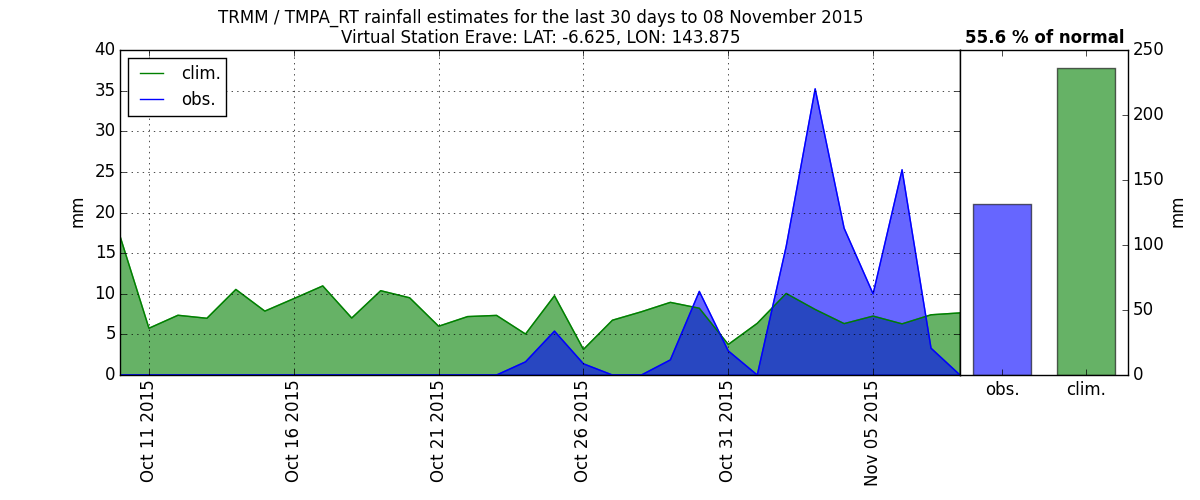 TRMM / TMPA_RT rainfall estimates for the last 30 days to 08 November 2015
Virtual Station Erave: LAT: -6.625, LON: 143.875
55.6 % of normal
clim.
obs.
40
35
30
25
20
15
10
5
0
mm
Oct 11 2015
Oct 16 2015
Oct 21 2015
Oct 26 2015
Oct 31 2015
Nov 05 2015
250
200
150
100
50
0
mm
obs.
clim.